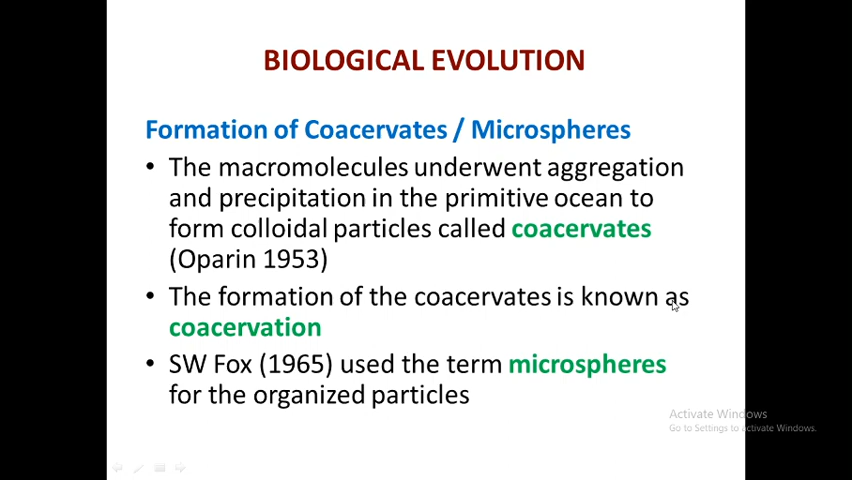 BIOLOGICAL EVOLUTION
Formation of Coacervates / Microspheres
• The macromolecules underwent aggregation
and precipitation in the primitive ocean to
form colloidal particles called coacervates
(Oparin 1953)
• The formation of the coacervates is known as
coacervation
• SW Fox (1965) used the term microspheres
for the organized particles
Activate Windows
Go to Settings to activate Windows.